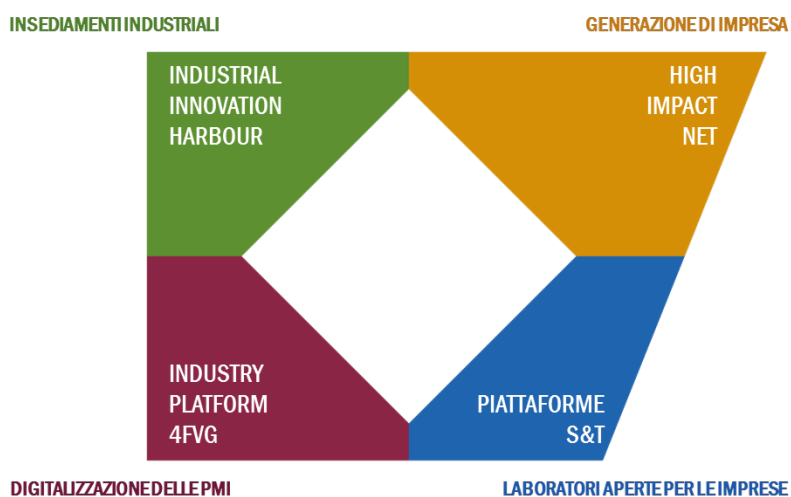 INSEDIAMENTI INDUSTRIALI
GENERAZIONE DI IMPRESA
INDUSTRIAL
INNOVATION
HARBOUR
HIGH
IMPACT
NET
INDUSTRY
PLATFORM
4FVG
PIATTAFORME
S&T
DIGITALIZZAZIONE DELLE PMI
LABORATORI APERTE PER LE IMPRESE